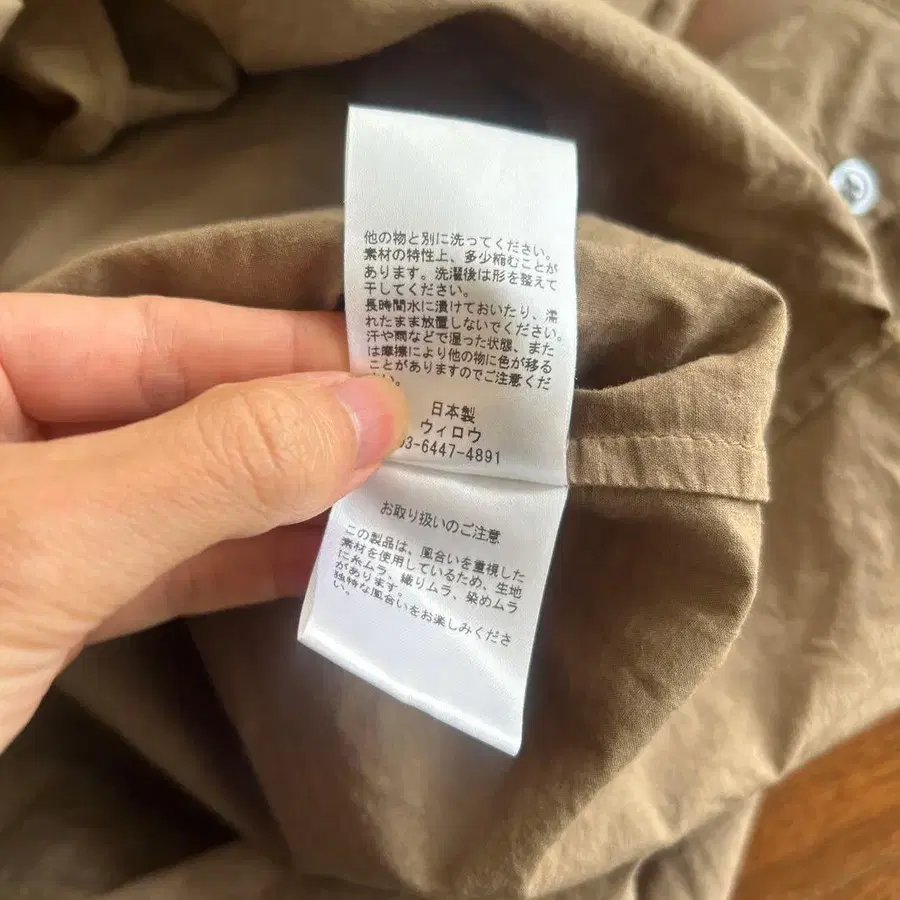 他の物と別に洗ってください。
素材の特性上、多少縮むことが
あります。洗濯後は形を整えて
干してください。
長時間水に漬けておいたり、濡
れたまま放置しないでください。
汗や雨などで湿った状態、また
は摩擦により他の物に色が移る
ことがありますのでご注意くだ
さい。
日本製
ウィロウ
03-6447-4891
お取り扱いのご注意
この製品は、風合いを重視した
素材を使用しているため、生地
に糸ムラ、織りムラ、染めムラ
があります。
独特な風合いをお楽しみくださ
い。